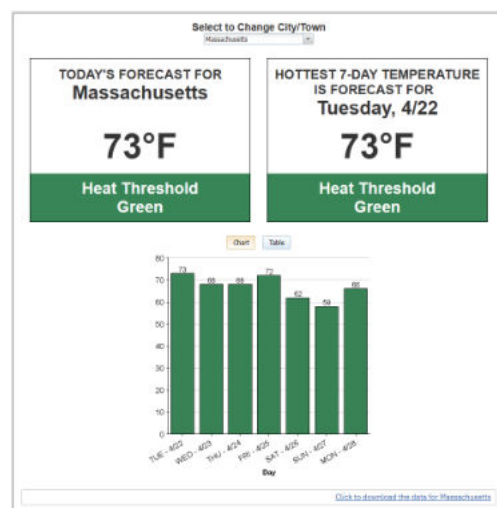 Select to Change City/Town
Massachusetts
TODAY'S FORECAST FOR
Massachusetts
73°F
Heat Threshold
Green
HOTTEST 7-DAY TEMPERATURE
IS FORECAST FOR
Tuesday, 4/22
73°F
Heat Threshold
Green
Chart
Table
80
70
60
50
40
30
20
10
0
73
68
68
72
62
58
66
TUE - 4/22
WED - 4/23
THU - 4/24
FRI - 4/25
SAT - 4/26
SUN - 4/27
MON - 4/28
Day
Click to download the data for Massachusetts